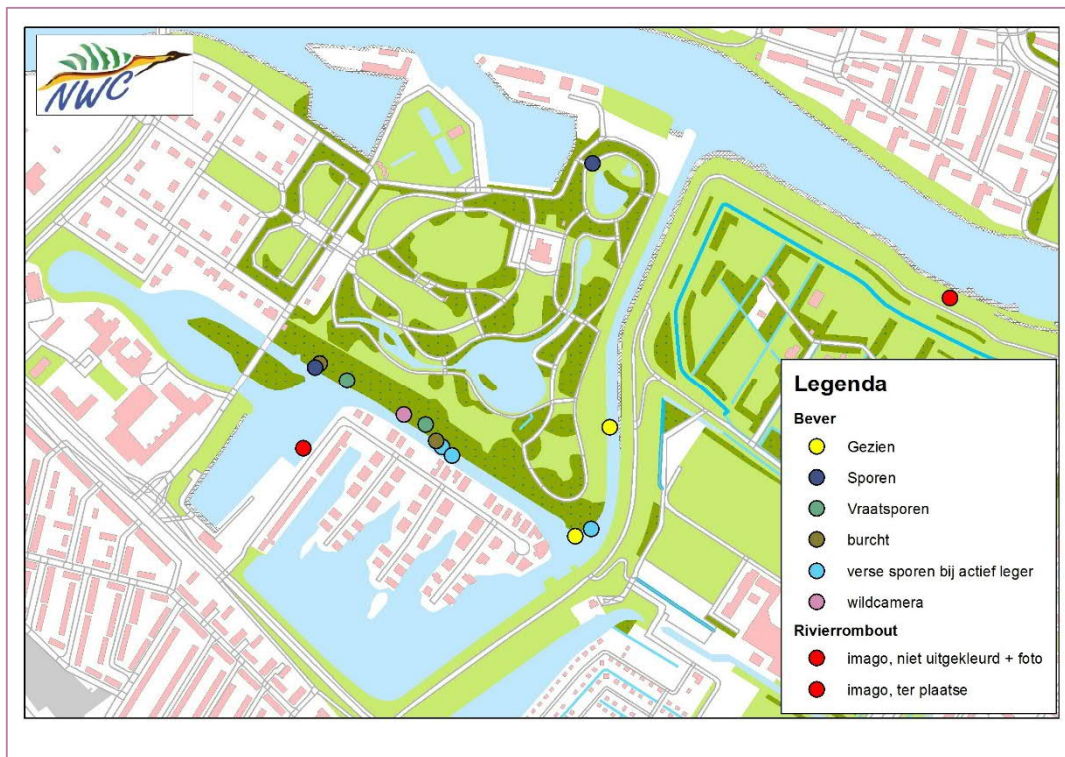 NWC
Legenda
Bever
Gezien
Sporen
Vraatsporen
burcht
verse sporen bij actief leger
wildcamera
Rivierrombout
imago, niet uitgekleurd + foto
imago, ter plaatse